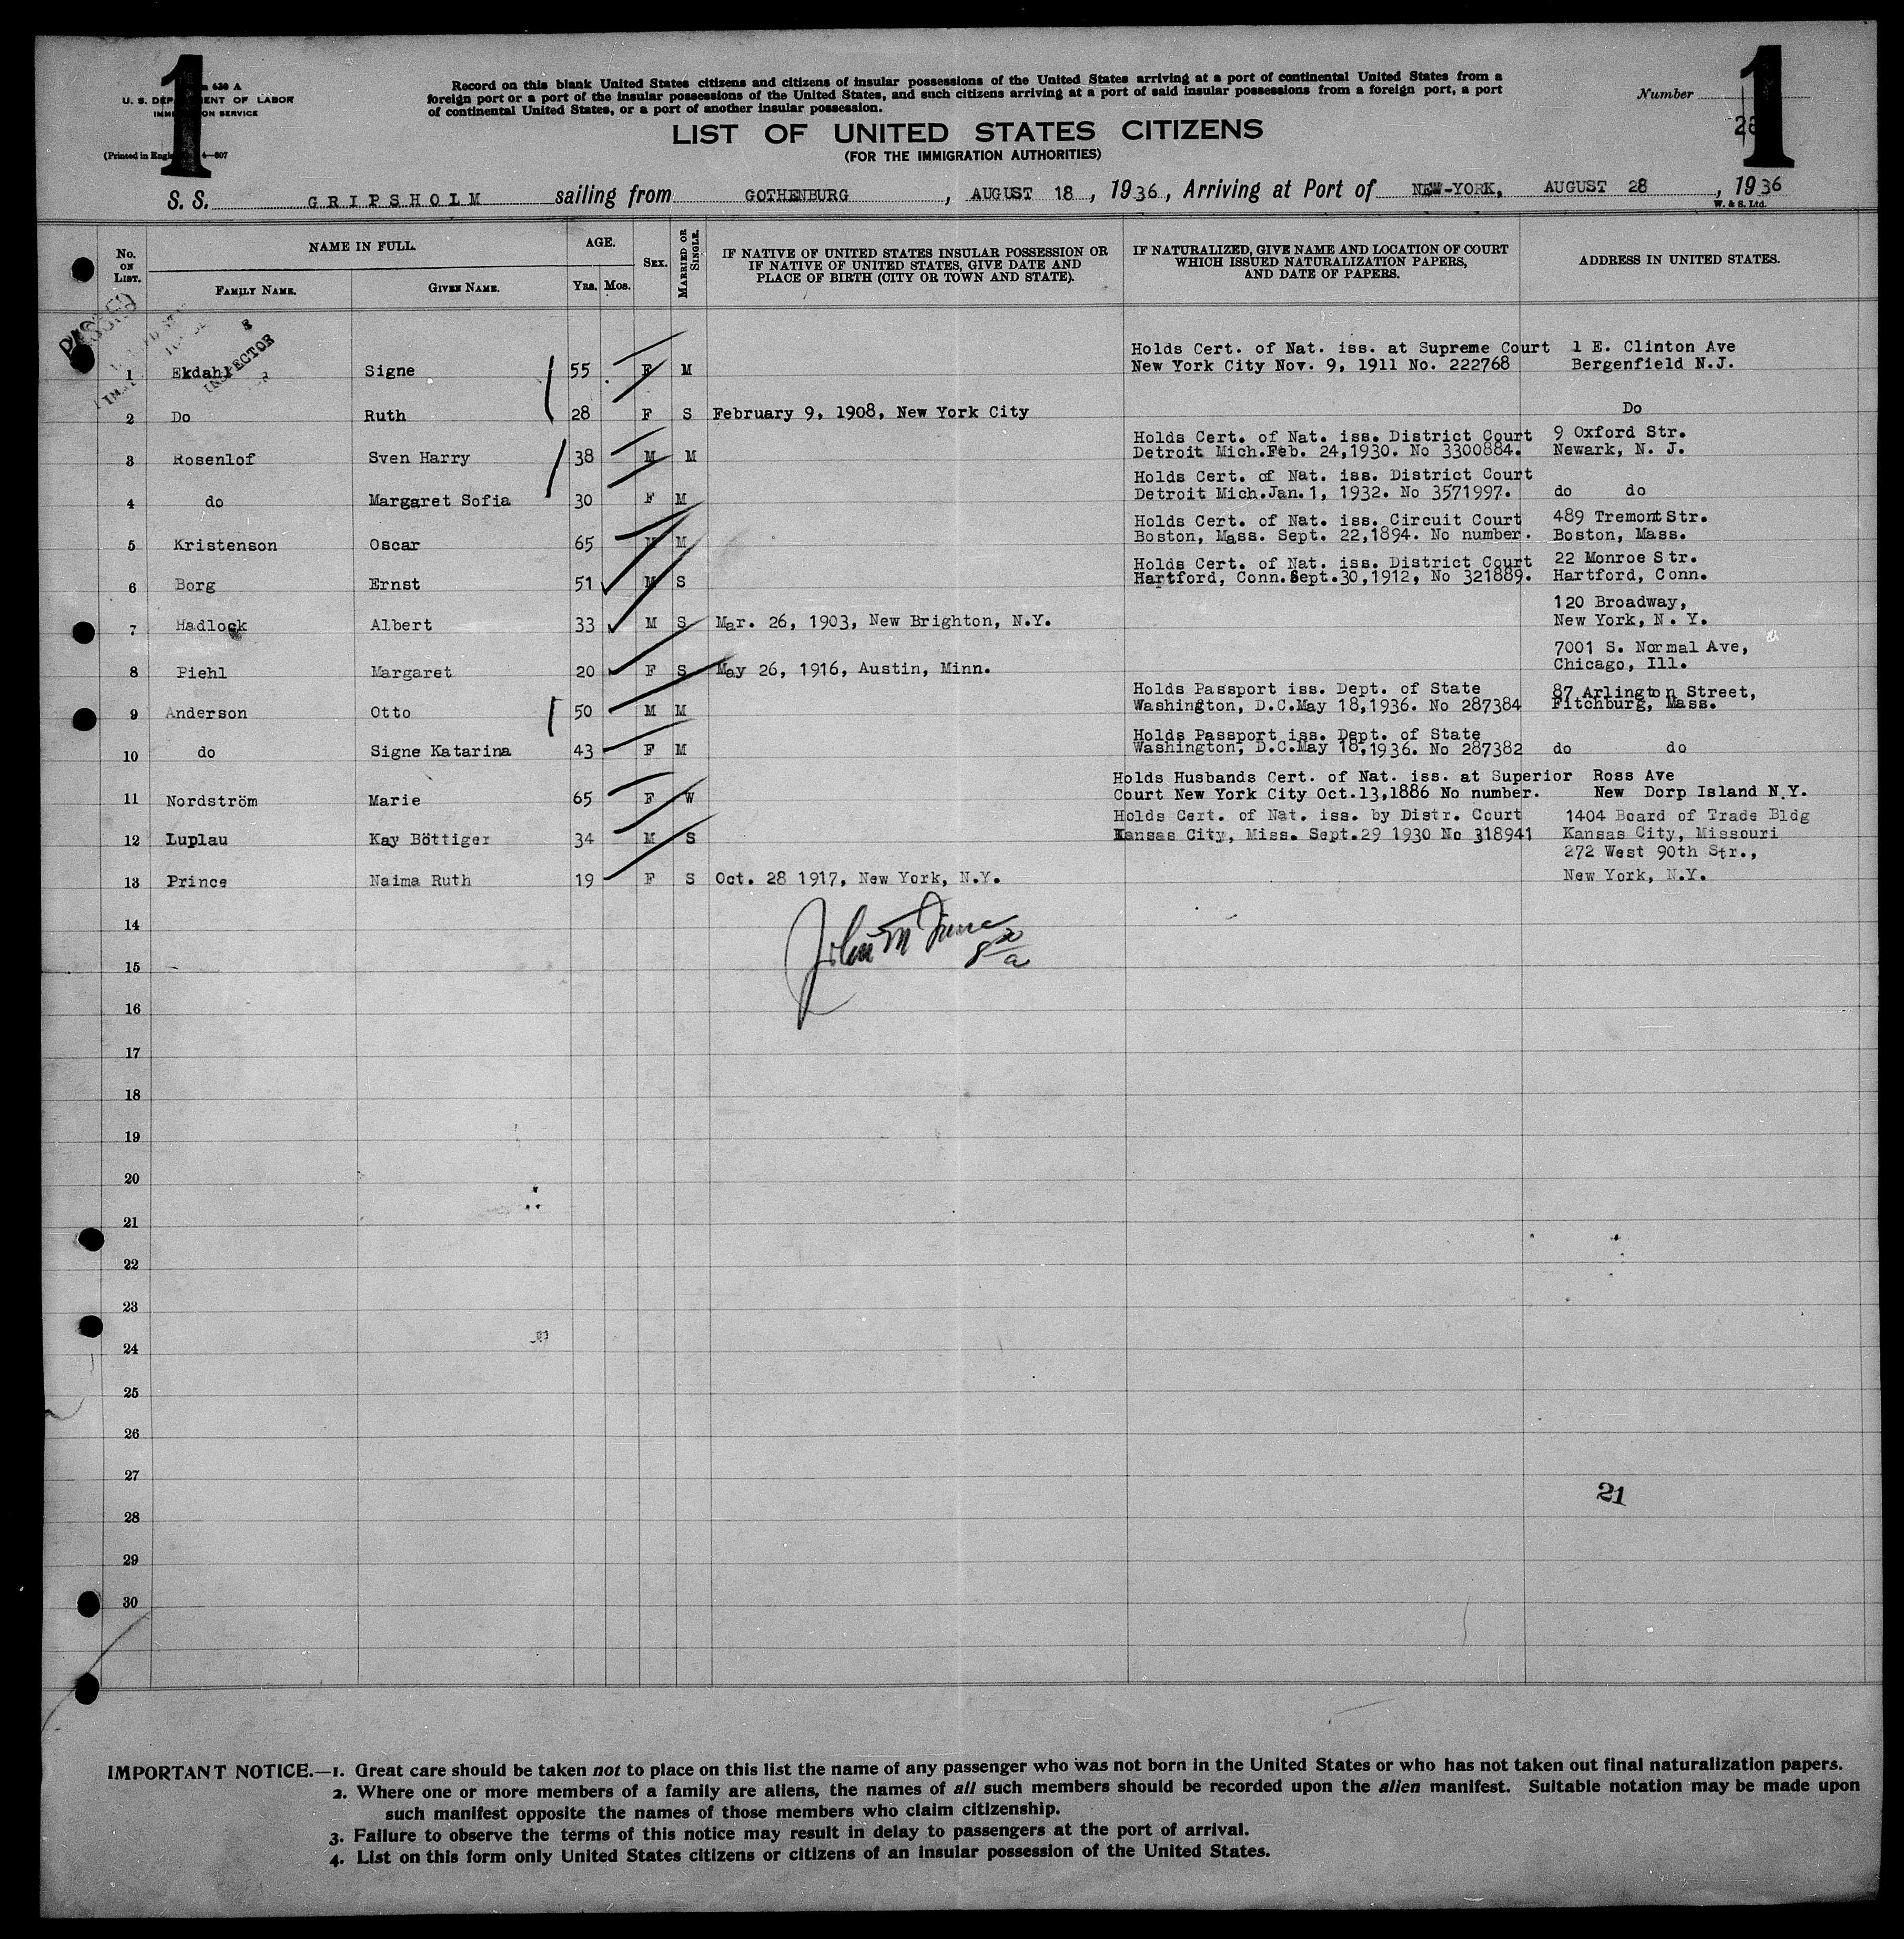 1
630 A
U. S. DEPARTMENT OF LABOR
IMMIGRATION SERVICE
(Printed in England) 4—607
Record on this blank United States citizens and citizens of insular possessions of the United States arriving at a port of continental United States from a
foreign port or a port of the insular possessions of the United States, and such citizens arriving at a port of said insular possessions from a foreign port, a port
of continental United States, or a port of another insular possession.
Number
28
1
LIST OF UNITED STATES CITIZENS
(FOR THE IMMIGRATION AUTHORITIES)
S. S. GRIPSHOLM sailing from GOTHENBURG, AUGUST 18, 1936, Arriving at Port of NEW-YORK, AUGUST 28, 1936
W. & S. Ltd.
No. ON LIST.
NAME IN FULL.
FAMILY NAME.
GIVEN NAME.
AGE.
YRS. MOS.
SEX.
MARRIED OR SINGLE.
IF NATIVE OF UNITED STATES INSULAR POSSESSION OR
IF NATIVE OF UNITED STATES, GIVE DATE AND
PLACE OF BIRTH (CITY OR TOWN AND STATE).
IF NATURALIZED, GIVE NAME AND LOCATION OF COURT
WHICH ISSUED NATURALIZATION PAPERS,
AND DATE OF PAPERS.
ADDRESS IN UNITED STATES.
PASSED
INSPECTOR
Holds Cert. of Nat. iss. at Supreme Court 1 E. Clinton Ave
1 Ekdahl Signe 55 F M New York City Nov. 9, 1911 No. 222768 Bergenfield N.J.
2 Do Ruth 28 F S February 9, 1908, New York City Do
Holds Cert. of Nat. iss. District Court 9 Oxford Str.
3 Rosenlof Sven Harry 38 M M Detroit Mich.Feb. 24,1930. No 3300884. Newark, N. J.
Holds Cert. of Nat. iss. District Court
4 do Margaret Sofia 30 F M Detroit Mich.Jan.1, 1932. No 3571997. do do
Holds Cert. of Nat. iss. Circuit Court 489 Tremont Str.
5 Kristenson Oscar 65 M M Boston, Mass. Sept. 22,1894. No number. Boston, Mass.
Holds Cert. of Nat. iss. District Court 22 Monroe Str.
6 Borg Ernst 51 M S Hartford, Conn.Sept.30,1912, No 321889. Hartford, Conn.
120 Broadway,
7 Hadlock Albert 33 M S Mar. 26, 1903, New Brighton, N.Y. New York, N. Y.
7001 S. Normal Ave,
8 Piehl Margaret 20 F S May 26, 1916, Austin, Minn. Chicago, Ill.
Holds Passport iss. Dept. of State 87 Arlington Street,
9 Anderson Otto 50 M M Washington, D.C.May 18,1936. No 287384 Fitchburg, Mass.
Holds Passport iss. Dept. of State
10 do Signe Katarina 43 F M Washington, D.C.May 18,1936. No 287382 do do
Holds Husbands Cert. of Nat. iss. at Superior Ross Ave
11 Nordström Marie 65 F W Court New York City Oct.13,1886 No number. New Dorp Island N.Y.
Holds Cert. of Nat. iss. by Distr. Court 1404 Board of Trade Bldg
12 Luplau Kay Böttiger 34 M S Kansas City, Miss. Sept.29 1930 No 318941 Kansas City, Missouri
272 West 90th Str.,
13 Prince Naima Ruth 19 F S Oct. 28 1917, New York, N.Y. New York, N.Y.
14
John M
15
16
17
18
19
20
21
22
23
24
25
26
27
21
28
29
30
IMPORTANT NOTICE.—1. Great care should be taken not to place on this list the name of any passenger who was not born in the United States or who has not taken out final naturalization papers.
2. Where one or more members of a family are aliens, the names of all such members should be recorded upon the alien manifest. Suitable notation may be made upon
such manifest opposite the names of those members who claim citizenship.
3. Failure to observe the terms of this notice may result in delay to passengers at the port of arrival.
4. List on this form only United States citizens or citizens of an insular possession of the United States.